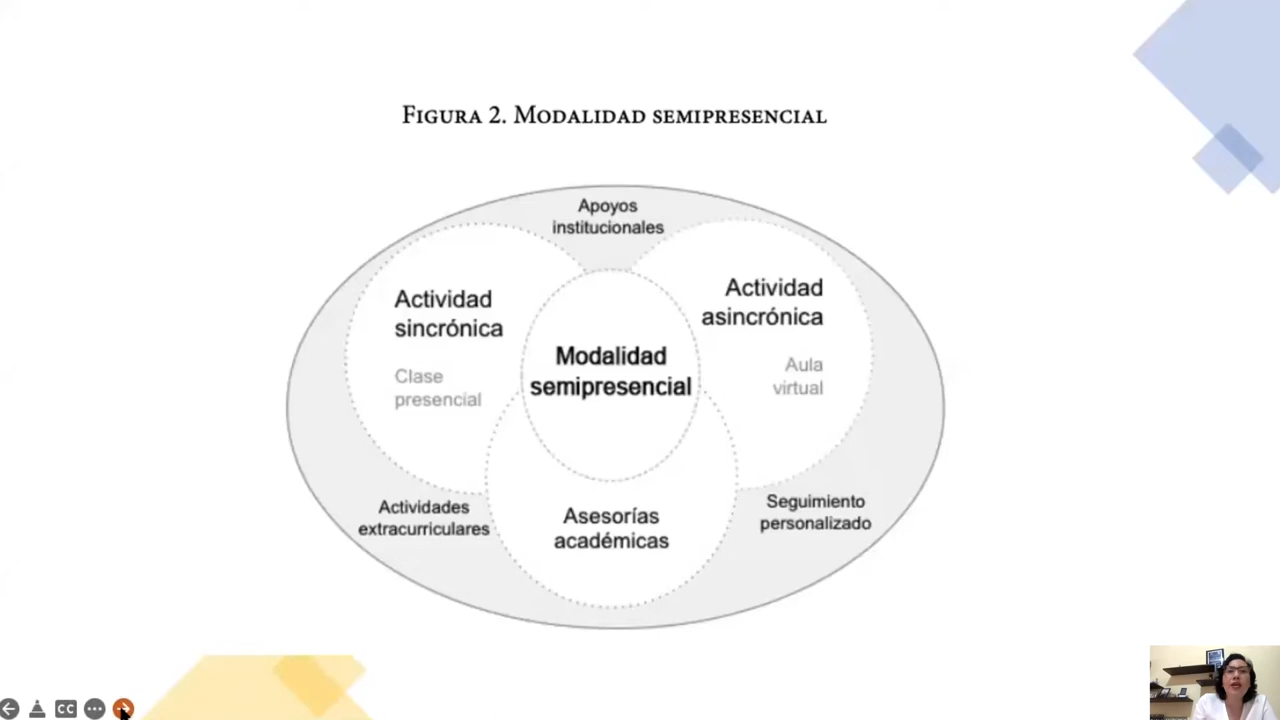 Figura 2. Modalidad semipresencial
Apoyos
institucionales
Actividad
sincrónica
Clase
presencial
Modalidad
semipresencial
Actividad
asincrónica
Aula
virtual
Actividades
extracurriculares
Asesorías
académicas
Seguimiento
personalizado
CC